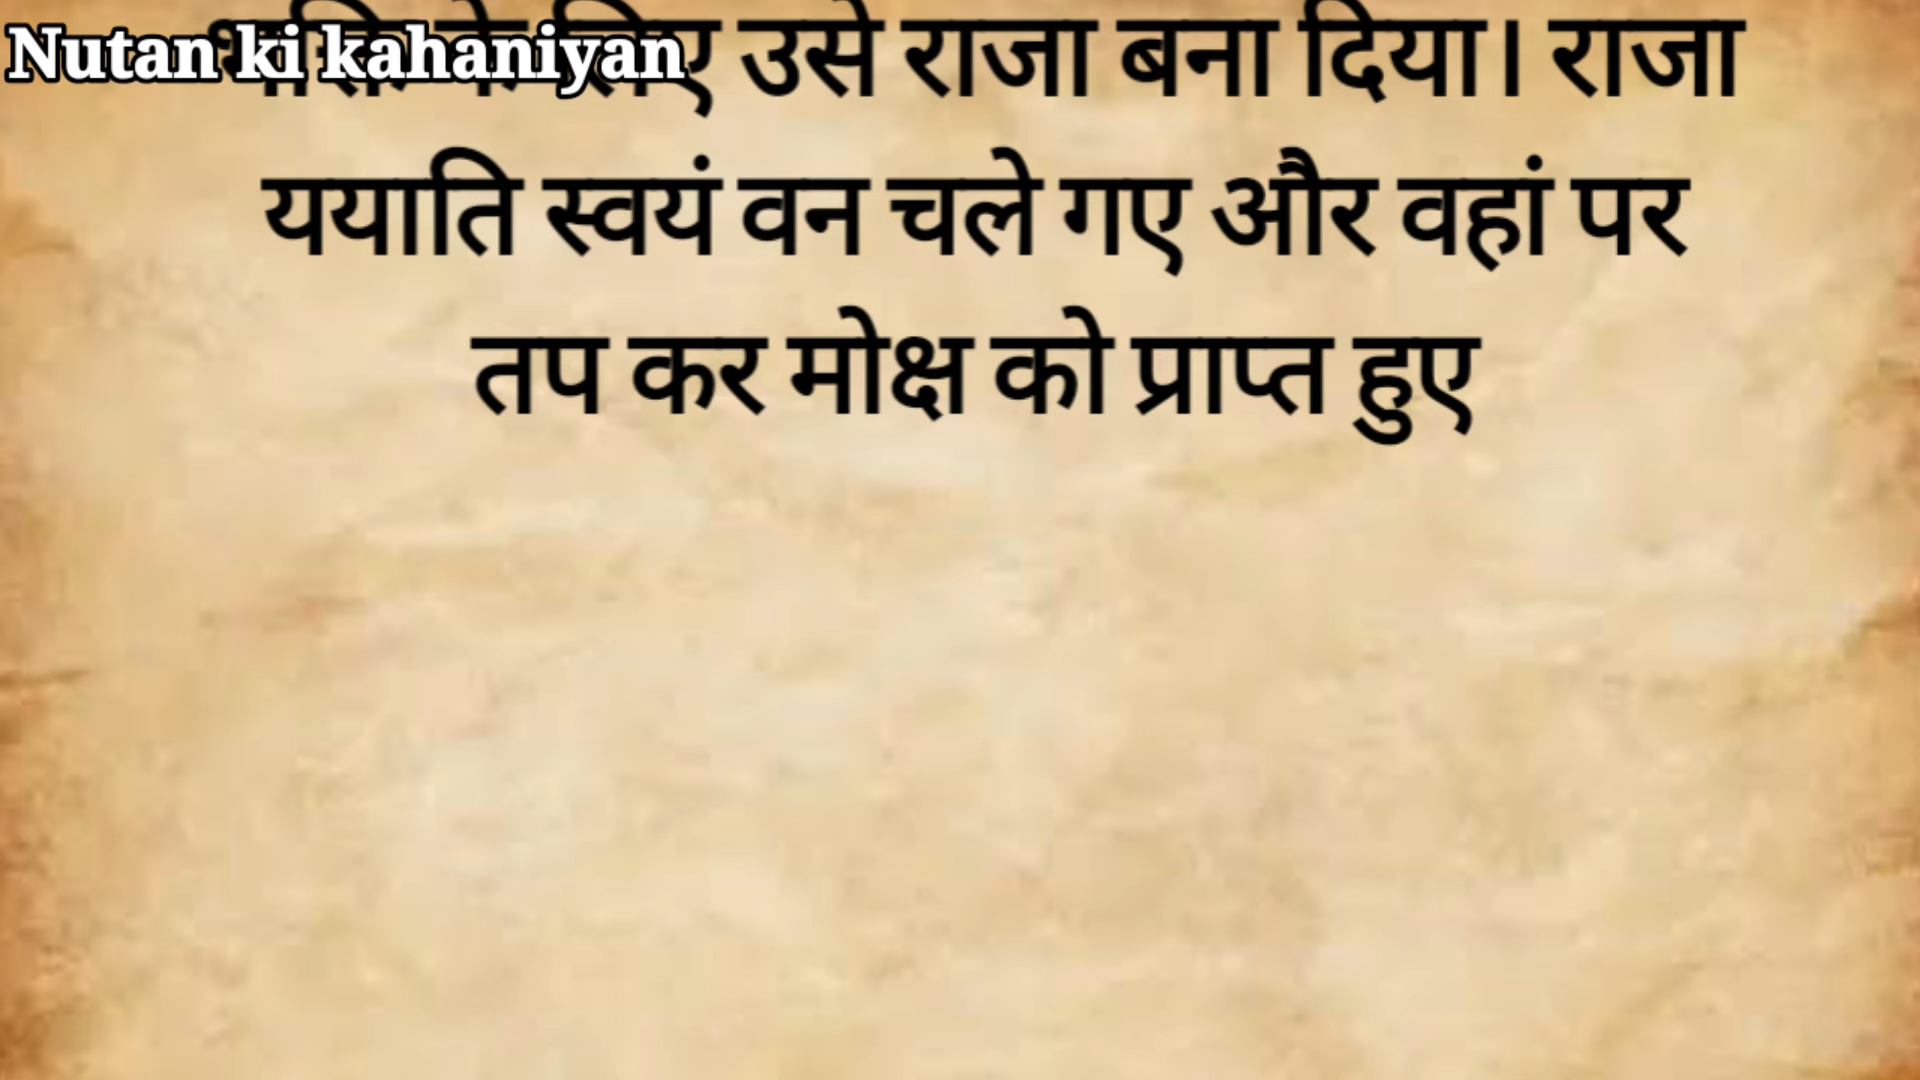 Nutan ki kahaniyan
लिए उसे राजा बना दिया। राजा
ययाति स्वयं वन चले गए और वहां पर
तप कर मोक्ष को प्राप्त हुए